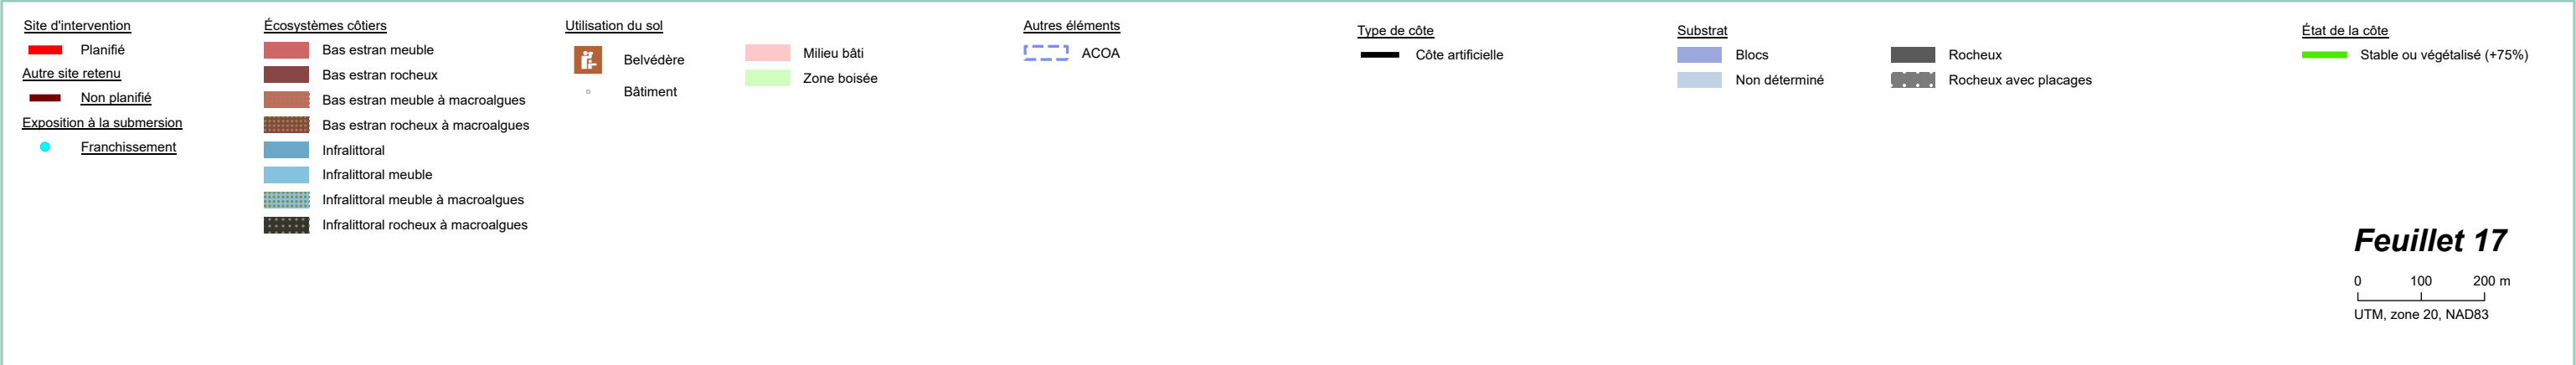 Site d'intervention
Planifié
Autre site retenu
Non planifié
Exposition à la submersion
Franchissement
Écosystèmes côtiers
Bas estran meuble
Bas estran rocheux
Bas estran meuble à macroalgues
Bas estran rocheux à macroalgues
Infralittoral
Infralittoral meuble
Infralittoral meuble à macroalgues
Infralittoral rocheux à macroalgues
Utilisation du sol
Belvédère
Bâtiment
Milieu bâti
Zone boisée
Autres éléments
ACOA
Type de côte
Côte artificielle
Substrat
Blocs
Non déterminé
Rocheux
Rocheux avec placages
État de la côte
Stable ou végétalisé (+75%)
Feuillet 17
0 100 200 m
UTM, zone 20, NAD83